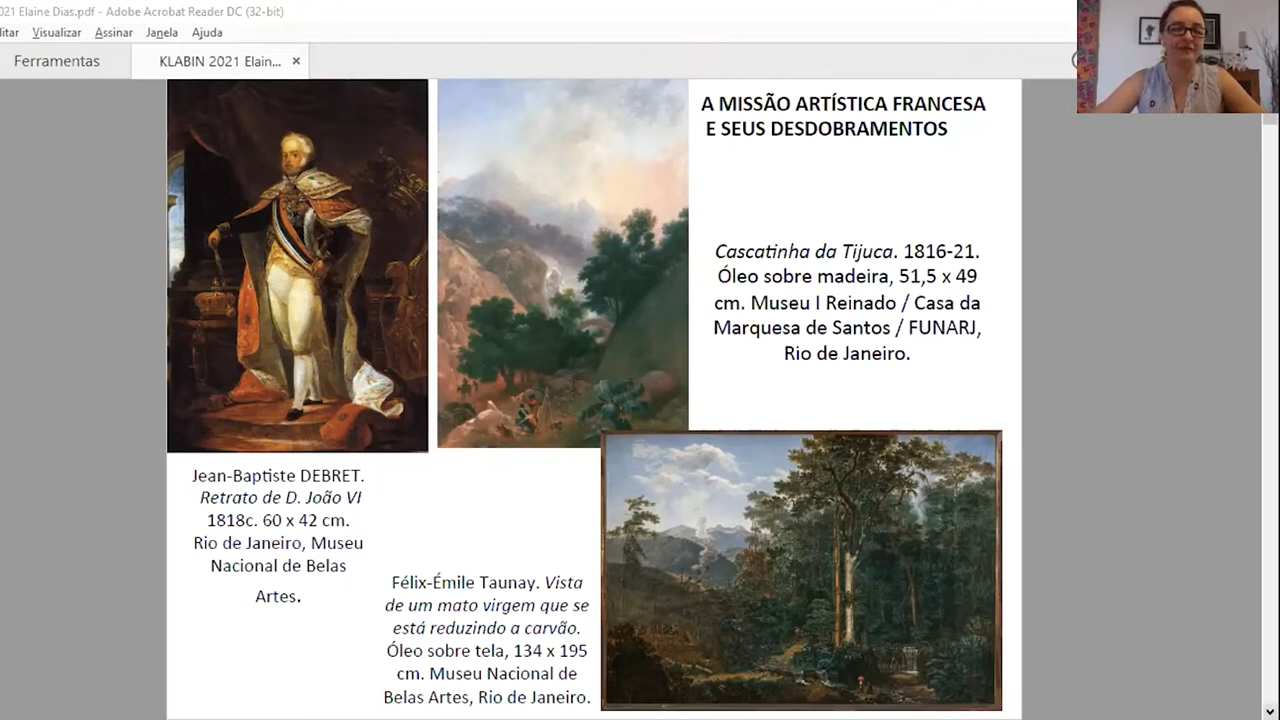 021 Elaine Dias.pdf - Adobe Acrobat Reader DC (32-bit)
itar Visualizar Assinar Janela Ajuda
Ferramentas
KLABIN 2021 Elain... ×
A MISSÃO ARTÍSTICA FRANCESA
E SEUS DESDOBRAMENTOS
Cascatinha da Tijuca. 1816-21.
Óleo sobre madeira, 51,5 x 49
cm. Museu I Reinado / Casa da
Marquesa de Santos / FUNARJ,
Rio de Janeiro.
Jean-Baptiste DEBRET.
Retrato de D. João VI
1818c. 60 x 42 cm.
Rio de Janeiro, Museu
Nacional de Belas
Artes.
Félix-Émile Taunay. Vista
de um mato virgem que se
está reduzindo a carvão.
Óleo sobre tela, 134 x 195
cm. Museu Nacional de
Belas Artes, Rio de Janeiro.